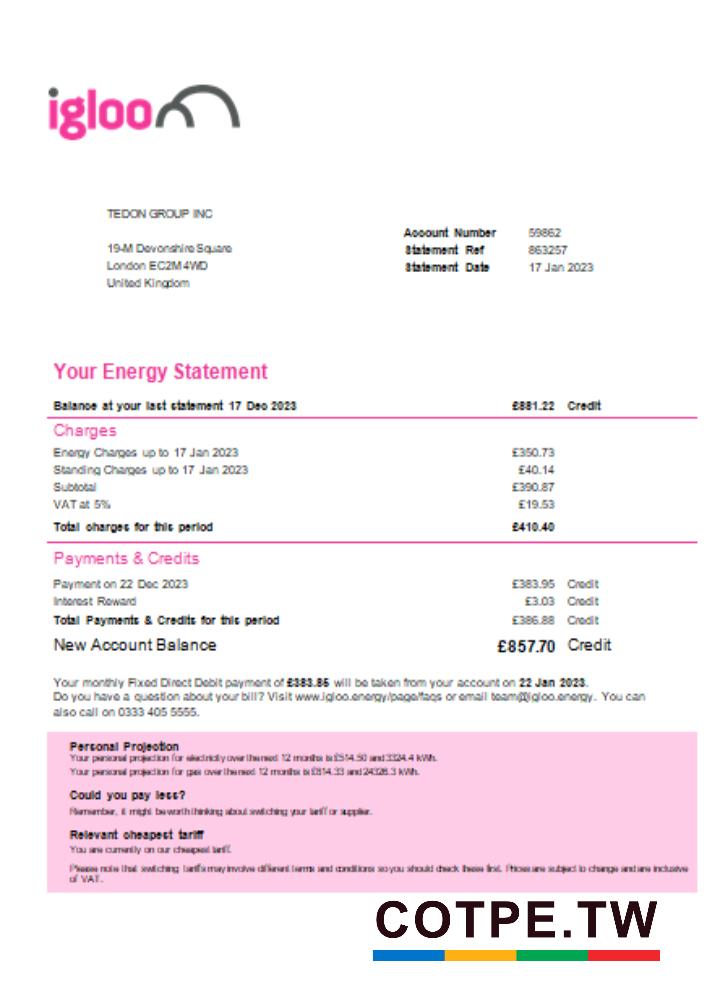 igloo
TEDON GROUP INC
19-M Devonshire Square
London EC2M 4WD
United Kingdom
Account Number 59862
Statement Ref 863257
Statement Date 17 Jan 2023
Your Energy Statement
Balance at your last statement 17 Dec 2023 £881.22 Credit
Charges
Energy Charges up to 17 Jan 2023 £350.73
Standing Charges up to 17 Jan 2023 £40.14
Subtotal £390.87
VAT at 5% £19.53
Total charges for this period £410.40
Payments & Credits
Payment on 22 Dec 2023 £383.95 Credit
Interest Reward £3.03 Credit
Total Payments & Credits for this period £386.88 Credit
New Account Balance £857.70 Credit
Your monthly Fixed Direct Debit payment of £383.85 will be taken from your account on 22 Jan 2023.
Do you have a question about your bill? Visit www.igloo.energy/page/faqs or email team@igloo.energy. You can
also call on 0333 405 5555.
Personal Projection
Your personal projection for electricity over the next 12 months is £514.50 and 3324.4 kWh.
Your personal projection for gas over the next 12 months is £814.33 and 24326.3 kWh.
Could you pay less?
Remember, it might be worth thinking about switching your tariff or supplier.
Relevant cheapest tariff
You are currently on our cheapest tariff.
Please note that switching tariffs may involve different terms and conditions so you should check these first. Prices are subject to change and are inclusive
of VAT.
COTPE.TW